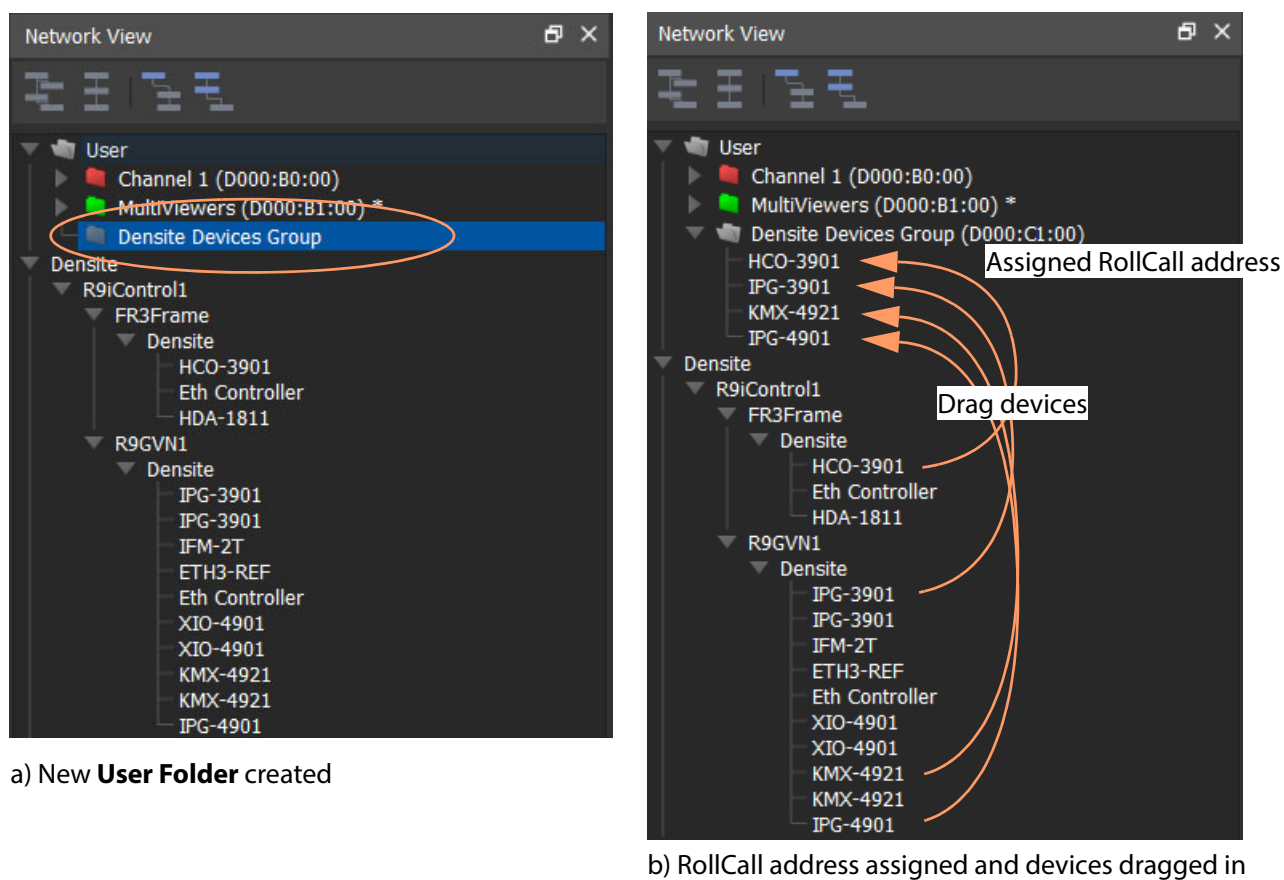 Network View
User
Channel 1 (D000:B0:00)
MultiViewers (D000:B1:00) *
Densite Devices Group
Densite
R9iControl1
FR3Frame
Densite
HCO-3901
Eth Controller
HDA-1811
R9GVN1
Densite
IPG-3901
IPG-3901
IFM-2T
ETH3-REF
Eth Controller
XIO-4901
XIO-4901
KMX-4921
KMX-4921
IPG-4901
a) New User Folder created
Network View
User
Channel 1 (D000:B0:00)
MultiViewers (D000:B1:00) *
Densite Devices Group (D000:C1:00)
HCO-3901
Assigned RollCall address
IPG-3901
KMX-4921
IPG-4901
Densite
R9iControl1
Drag devices
FR3Frame
Densite
HCO-3901
Eth Controller
HDA-1811
R9GVN1
Densite
IPG-3901
IPG-3901
IFM-2T
ETH3-REF
Eth Controller
XIO-4901
XIO-4901
KMX-4921
KMX-4921
IPG-4901
b) RollCall address assigned and devices dragged in